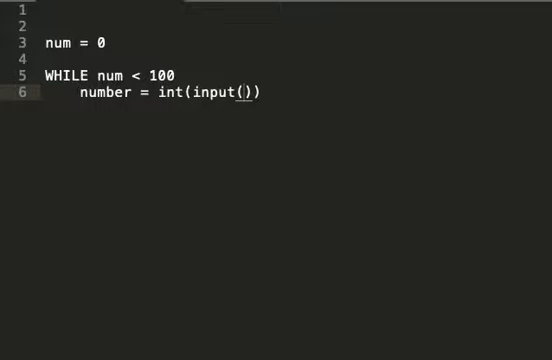 1
2
3 num = 0
4
5 WHILE num < 100
6     number = int(input())